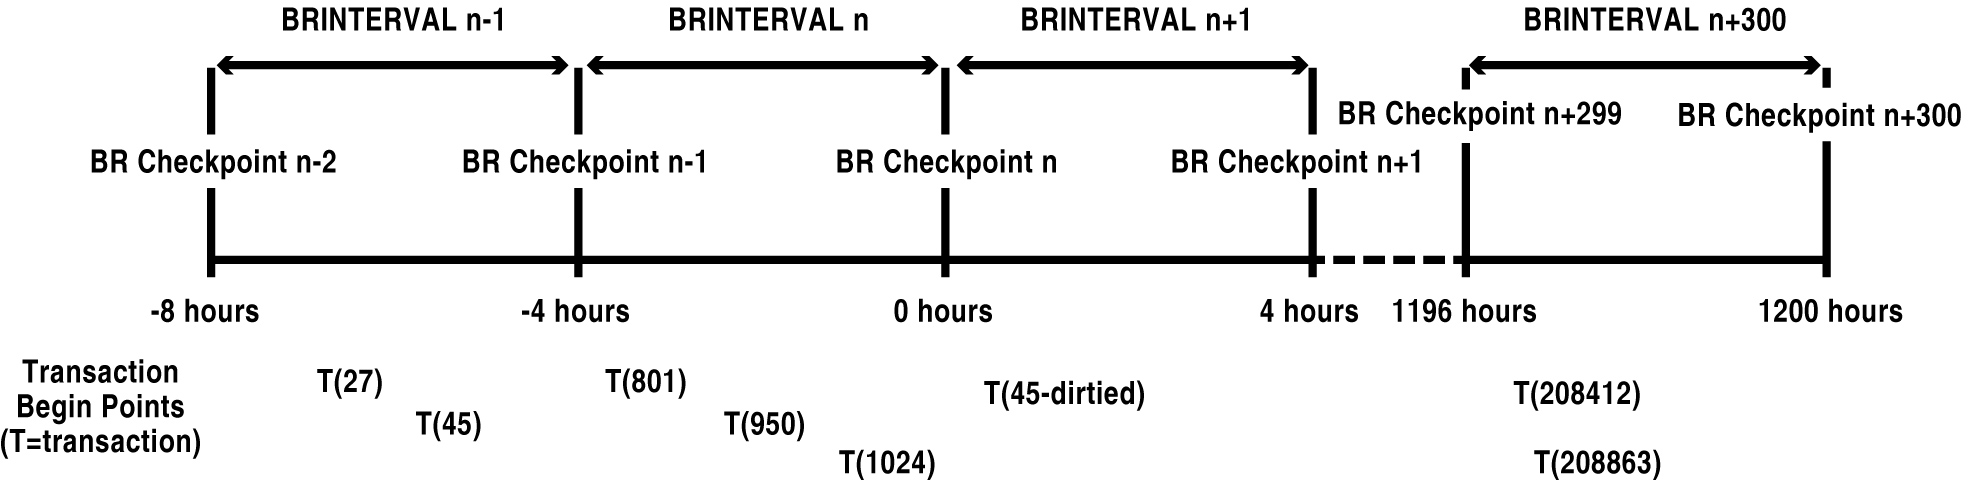 BRINTERVAL n-1 BRINTERVAL n BRINTERVAL n+1 BRINTERVAL n+300
BR Checkpoint n+299 BR Checkpoint n+300
BR Checkpoint n-2 BR Checkpoint n-1 BR Checkpoint n BR Checkpoint n+1
-8 hours -4 hours 0 hours 4 hours 1196 hours 1200 hours
Transaction
Begin Points
(T=transaction)
T(27) T(801) T(45-dirtied) T(208412)
T(45) T(950)
T(1024) T(208863)